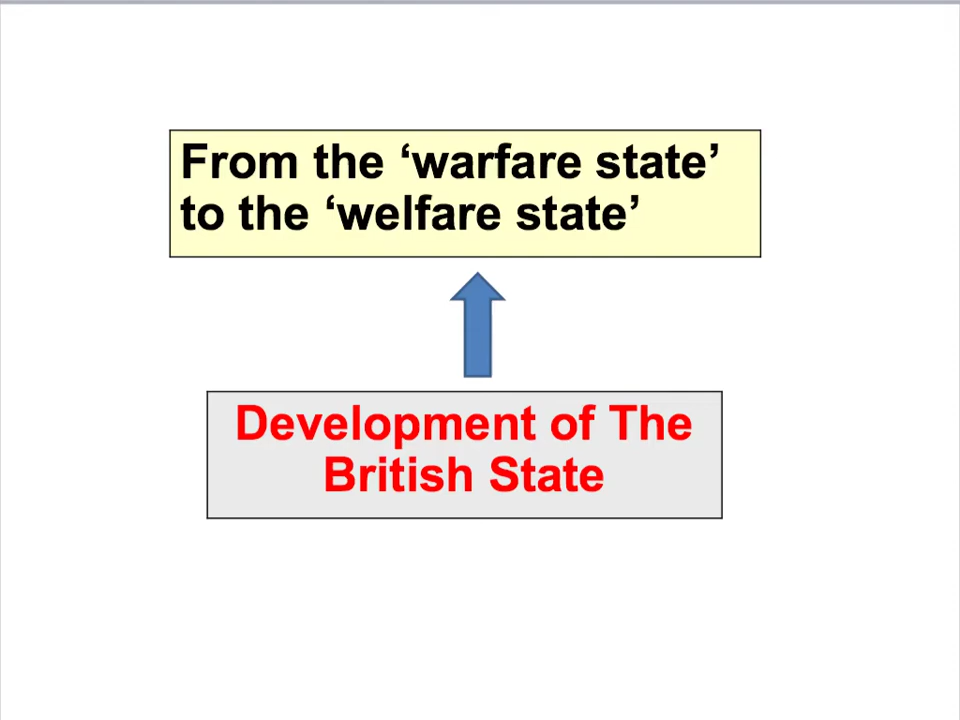 From the ‘warfare state’
to the ‘welfare state’
Development of The
British State